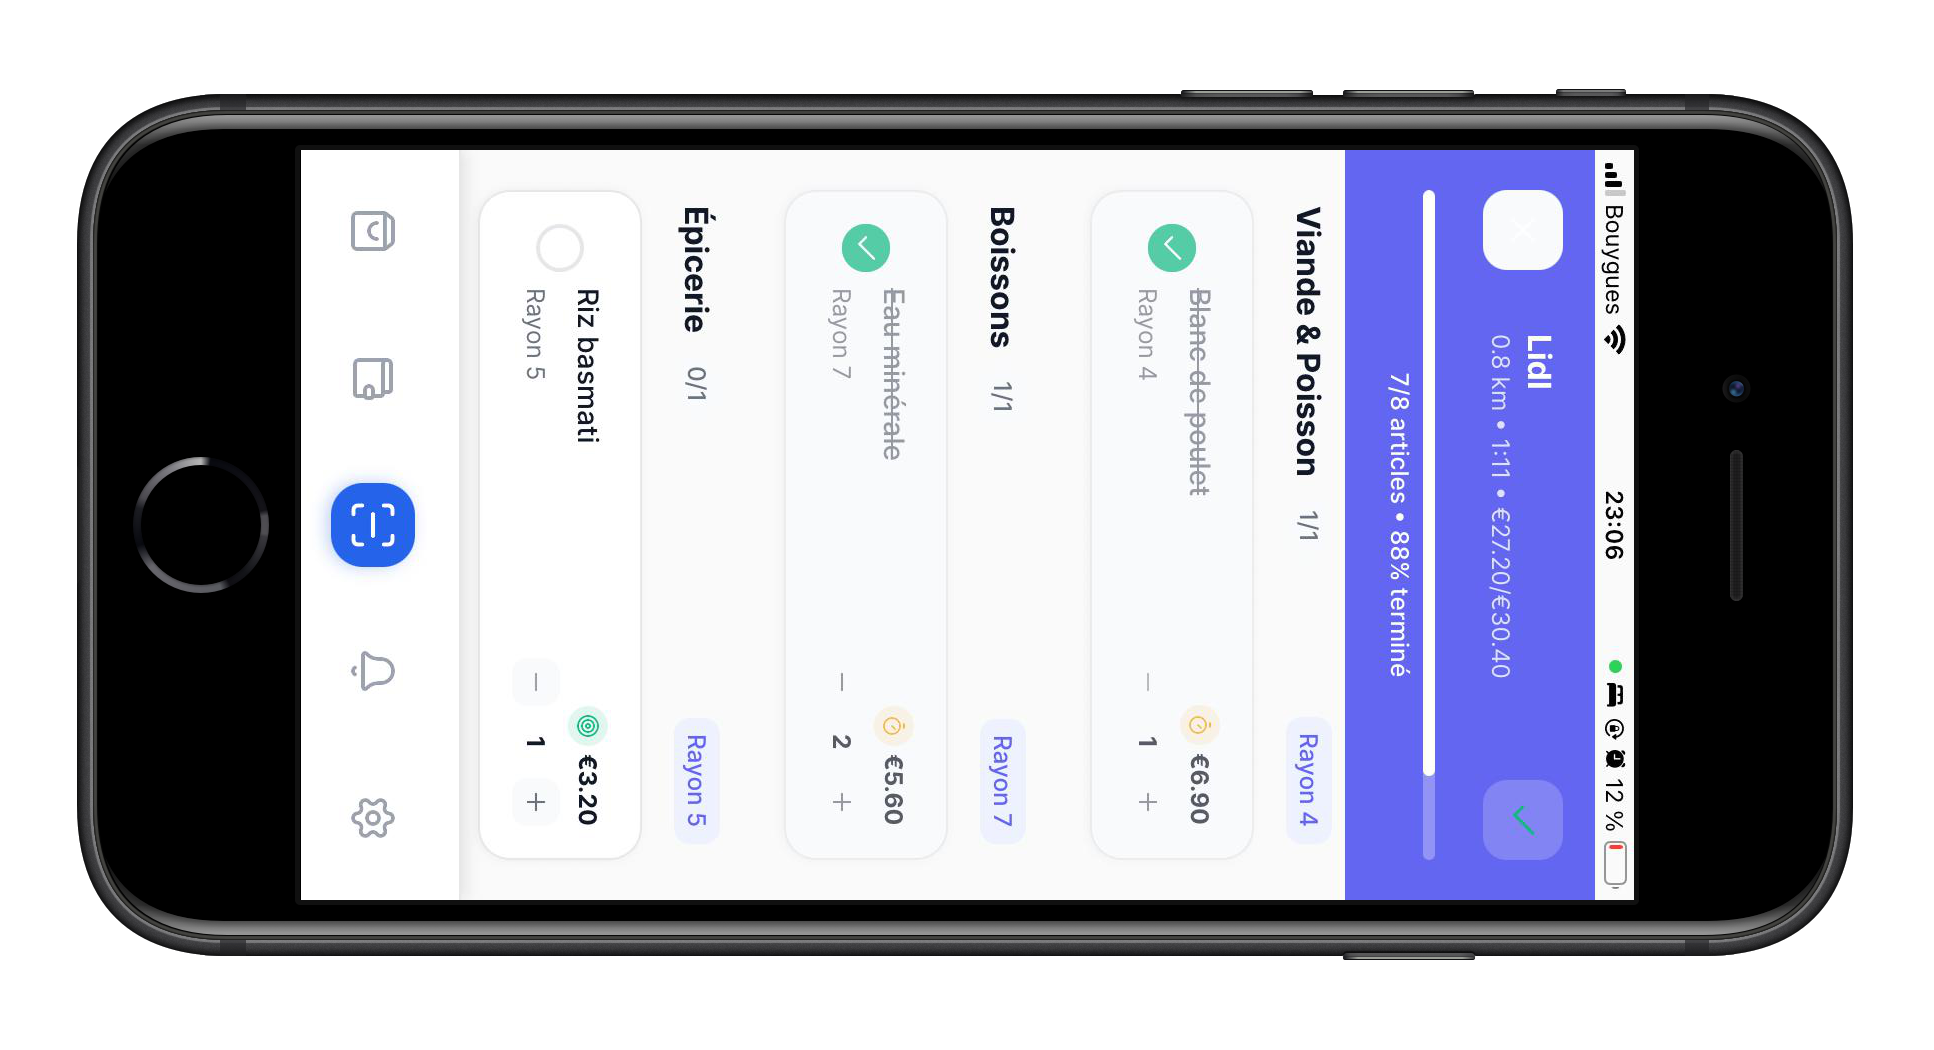 Bouygues 23:06 12 %
Lidl
0.8 km • 1:11 • €27.20/€30.40
7/8 articles • 88% terminé
Viande & Poisson 1/1 Rayon 4
Blanc de poulet €6.90
Rayon 4 − 1 +
Boissons 1/1 Rayon 7
Eau minérale €5.60
Rayon 7 − 2 +
Épicerie 0/1 Rayon 5
Riz basmati €3.20
Rayon 5 − 1 +